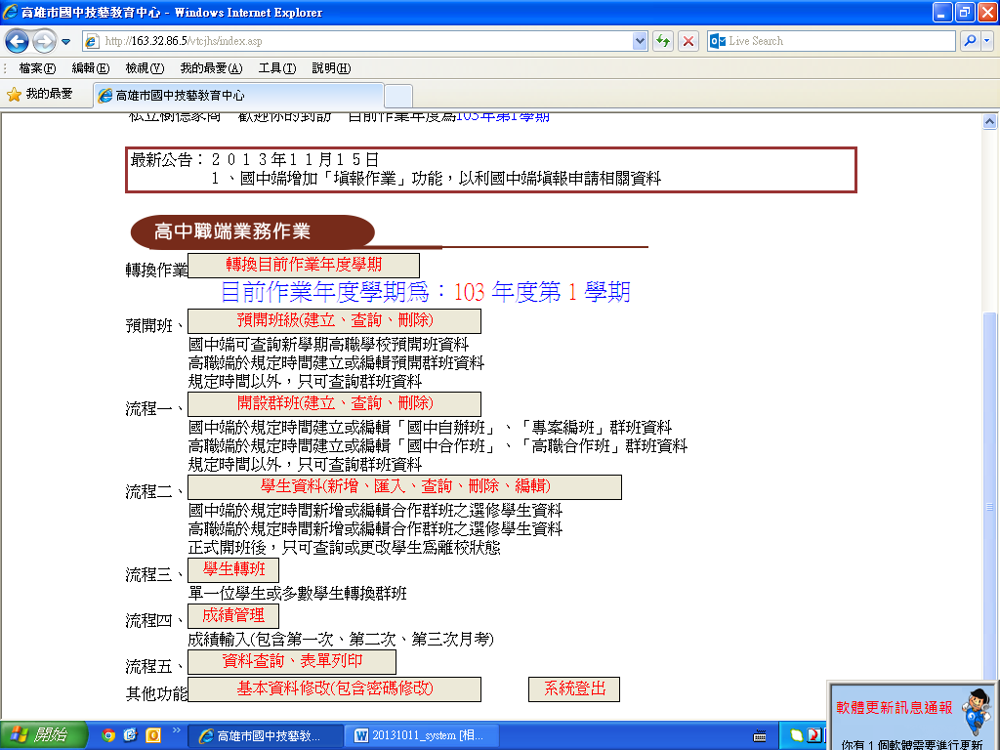 高雄市國中技藝教育中心 - Windows Internet Explorer
http://163.32.86.5/vtcjhs/index.asp
Live Search
檔案(F) 編輯(E) 檢視(V) 我的最愛(A) 工具(T) 說明(H)
我的最愛
高雄市國中技藝教育中心
私立樹德家商 歡迎你的到訪 目前作業年度為103年第1學期
最新公告：２０１３年１１月１５日
１、國中端增加「填報作業」功能，以利國中端填報申請相關資料
高中職端業務作業
轉換作業 轉換目前作業年度學期
目前作業年度學期為：103 年度第 1 學期
預開班、 預開班級(建立、查詢、刪除)
國中端可查詢新學期高職學校預開班資料
高職端於規定時間建立或編輯預開群班資料
規定時間以外，只可查詢群班資料
流程一、 開設群班(建立、查詢、刪除)
國中端於規定時間建立或編輯「國中自辦班」、「專案編班」群班資料
高職端於規定時間建立或編輯「國中合作班」、「高職合作班」群班資料
規定時間以外，只可查詢群班資料
流程二、 學生資料(新增、匯入、查詢、刪除、編輯)
國中端於規定時間新增或編輯合作群班之選修學生資料
高職端於規定時間新增或編輯合作群班之選修學生資料
正式開班後，只可查詢或更改學生為離校狀態
流程三、 學生轉班
單一位學生或多數學生轉換群班
流程四、 成績管理
成績輸入(包含第一次、第二次、第三次月考)
流程五、 資料查詢、表單列印
其他功能 基本資料修改(包含密碼修改) 系統登出
軟體更新訊息通報
你有 1 個軟體需要進行更新
開始
高雄市國中技藝教...
20131011_system [相...